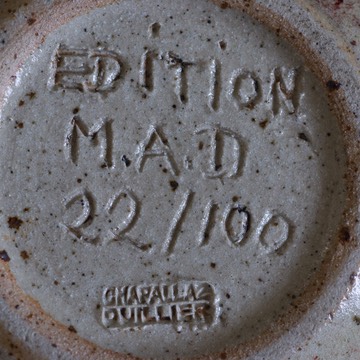 EDITION
M.A.D
22/100
CHAPALLAZ
DUILLIER